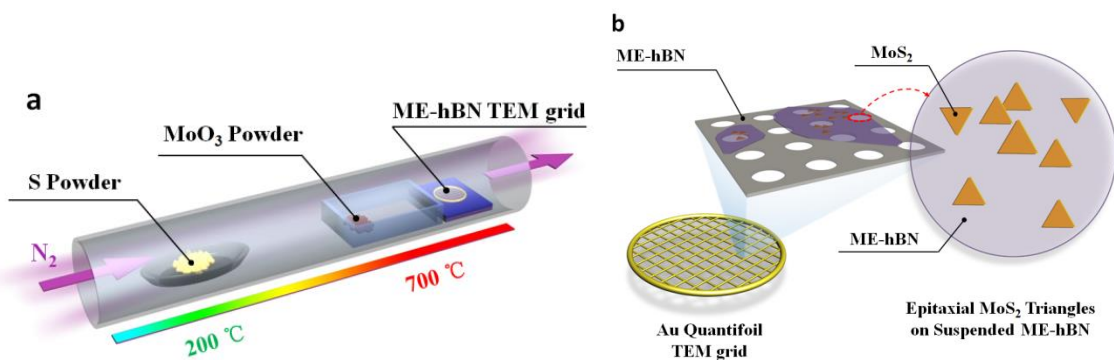 a
ME-hBN TEM grid
MoO₃ Powder
S Powder
N₂
200 ℃
700 ℃
b
ME-hBN
MoS₂
ME-hBN
Au Quantifoil
TEM grid
Epitaxial MoS₂ Triangles
on Suspended ME-hBN